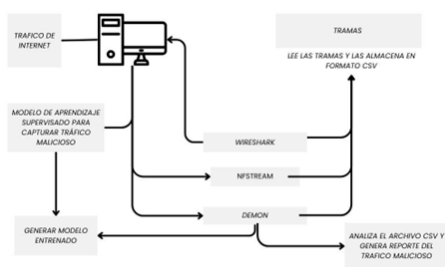 TRAFICO DE
INTERNET
TRAMAS
LEE LAS TRAMAS Y LAS ALMACENA EN
FORMATO CSV
MODELO DE APRENDIZAJE
SUPERVISADO PARA
CAPTURAR TRÁFICO
MALICIOSO
WIRESHARK
NFSTREAM
DEMON
GENERAR MODELO
ENTRENADO
ANALIZA EL ARCHIVO CSV Y
GENERA REPORTE DEL
TRAFICO MALICIOSO